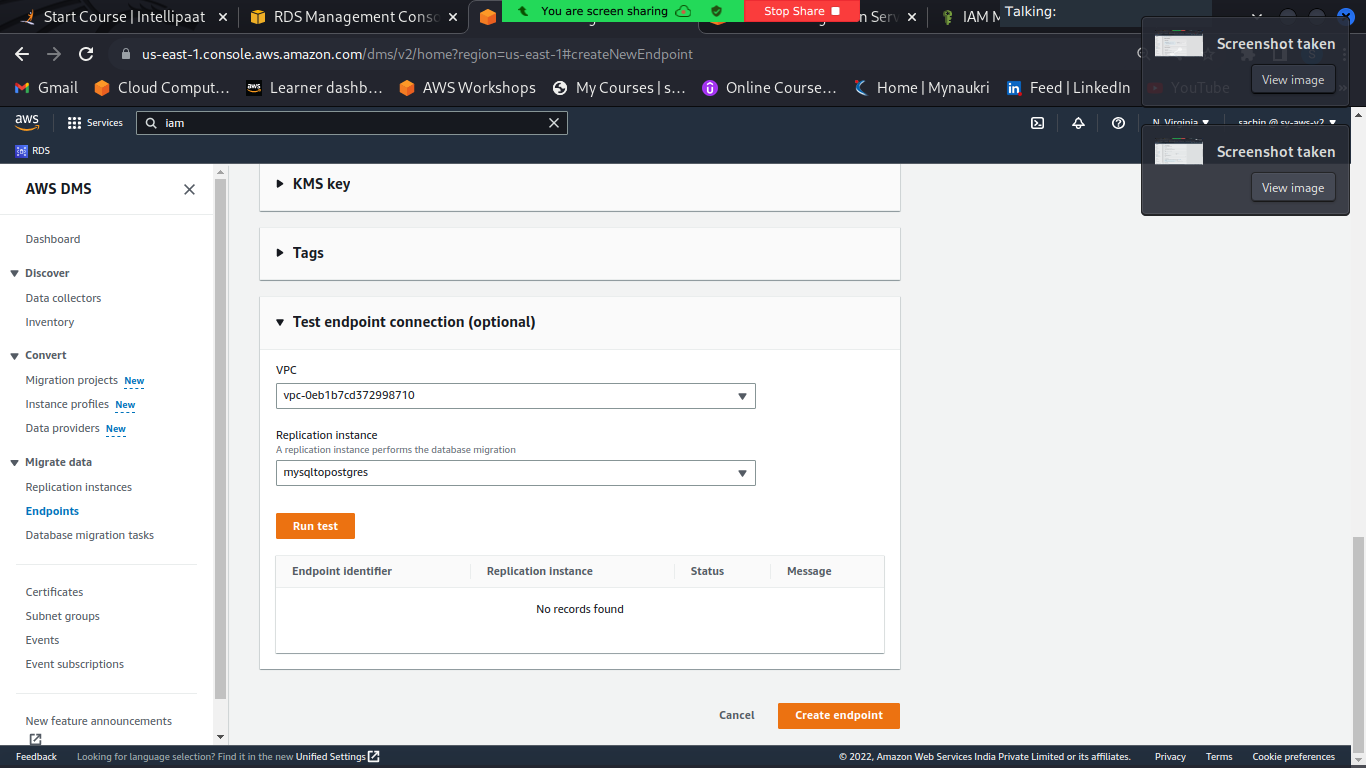 Start Course | Intellipaat
RDS Management Conso
You are screen sharing
Stop Share
Serv
IAM M
Talking:
us-east-1.console.aws.amazon.com/dms/v2/home?region=us-east-1#createNewEndpoint
Gmail
Cloud Comput...
Learner dashb...
AWS Workshops
My Courses | s...
Online Course...
Home | Mynaukri
Feed | LinkedIn
YouTube
Screenshot taken
View image
Screenshot taken
View image
aws
Services
iam
N. Virginia
sachin @ sy-aws-v2
RDS
AWS DMS
Dashboard
Discover
Data collectors
Inventory
Convert
Migration projects New
Instance profiles New
Data providers New
Migrate data
Replication instances
Endpoints
Database migration tasks
Certificates
Subnet groups
Events
Event subscriptions
New feature announcements
KMS key
Tags
Test endpoint connection (optional)
VPC
vpc-0eb1b7cd372998710
Replication instance
A replication instance performs the database migration
mysqltopostgres
Run test
Endpoint identifier Replication instance Status Message
No records found
Cancel
Create endpoint
Feedback
Looking for language selection? Find it in the new Unified Settings
© 2022, Amazon Web Services India Private Limited or its affiliates.
Privacy
Terms
Cookie preferences